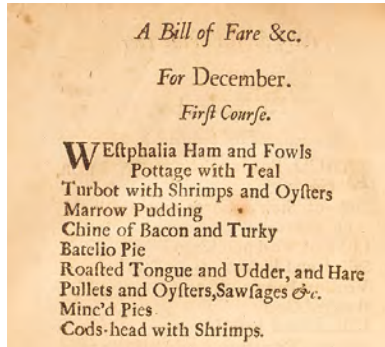 A Bill of Fare &c.
For December.
Firſt Courſe.
WEſtphalia Ham and Fowls
Pottage with Teal
Turbot with Shrimps and Oyſters
Marrow Pudding
Chine of Bacon and Turky
Batelio Pie
Roaſted Tongue and Udder, and Hare
Pullets and Oyſters, Sawſages &c.
Minc'd Pies
Cods-head with Shrimps.